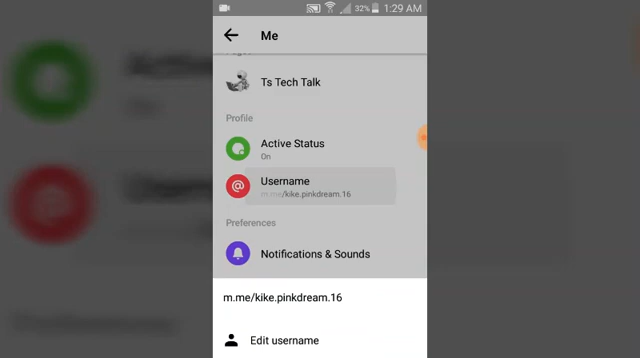 32% 1:29 AM
Me
Ts Tech Talk
Profile
Active Status
On
Username
m.me/kike.pinkdream.16
Preferences
Notifications & Sounds
m.me/kike.pinkdream.16
Edit username